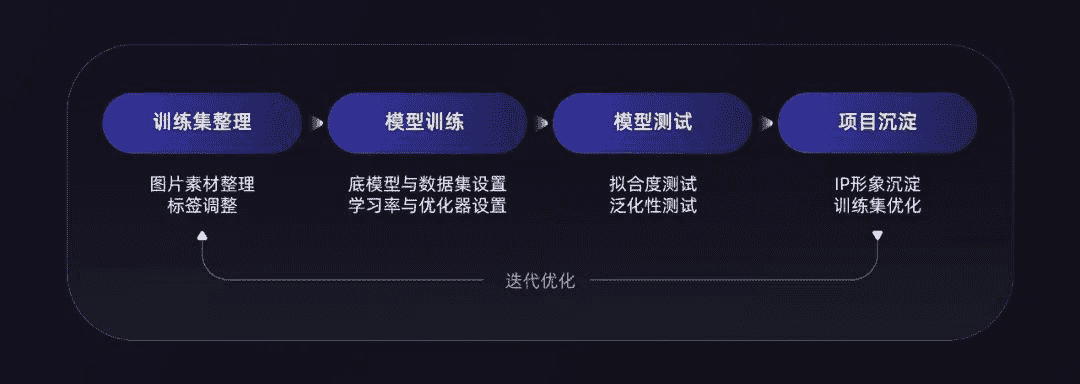 训练集整理
模型训练
模型测试
项目沉淀
图片素材整理
标签调整
底模型与数据集设置
学习率与优化器设置
拟合度测试
泛化性测试
IP形象沉淀
训练集优化
迭代优化